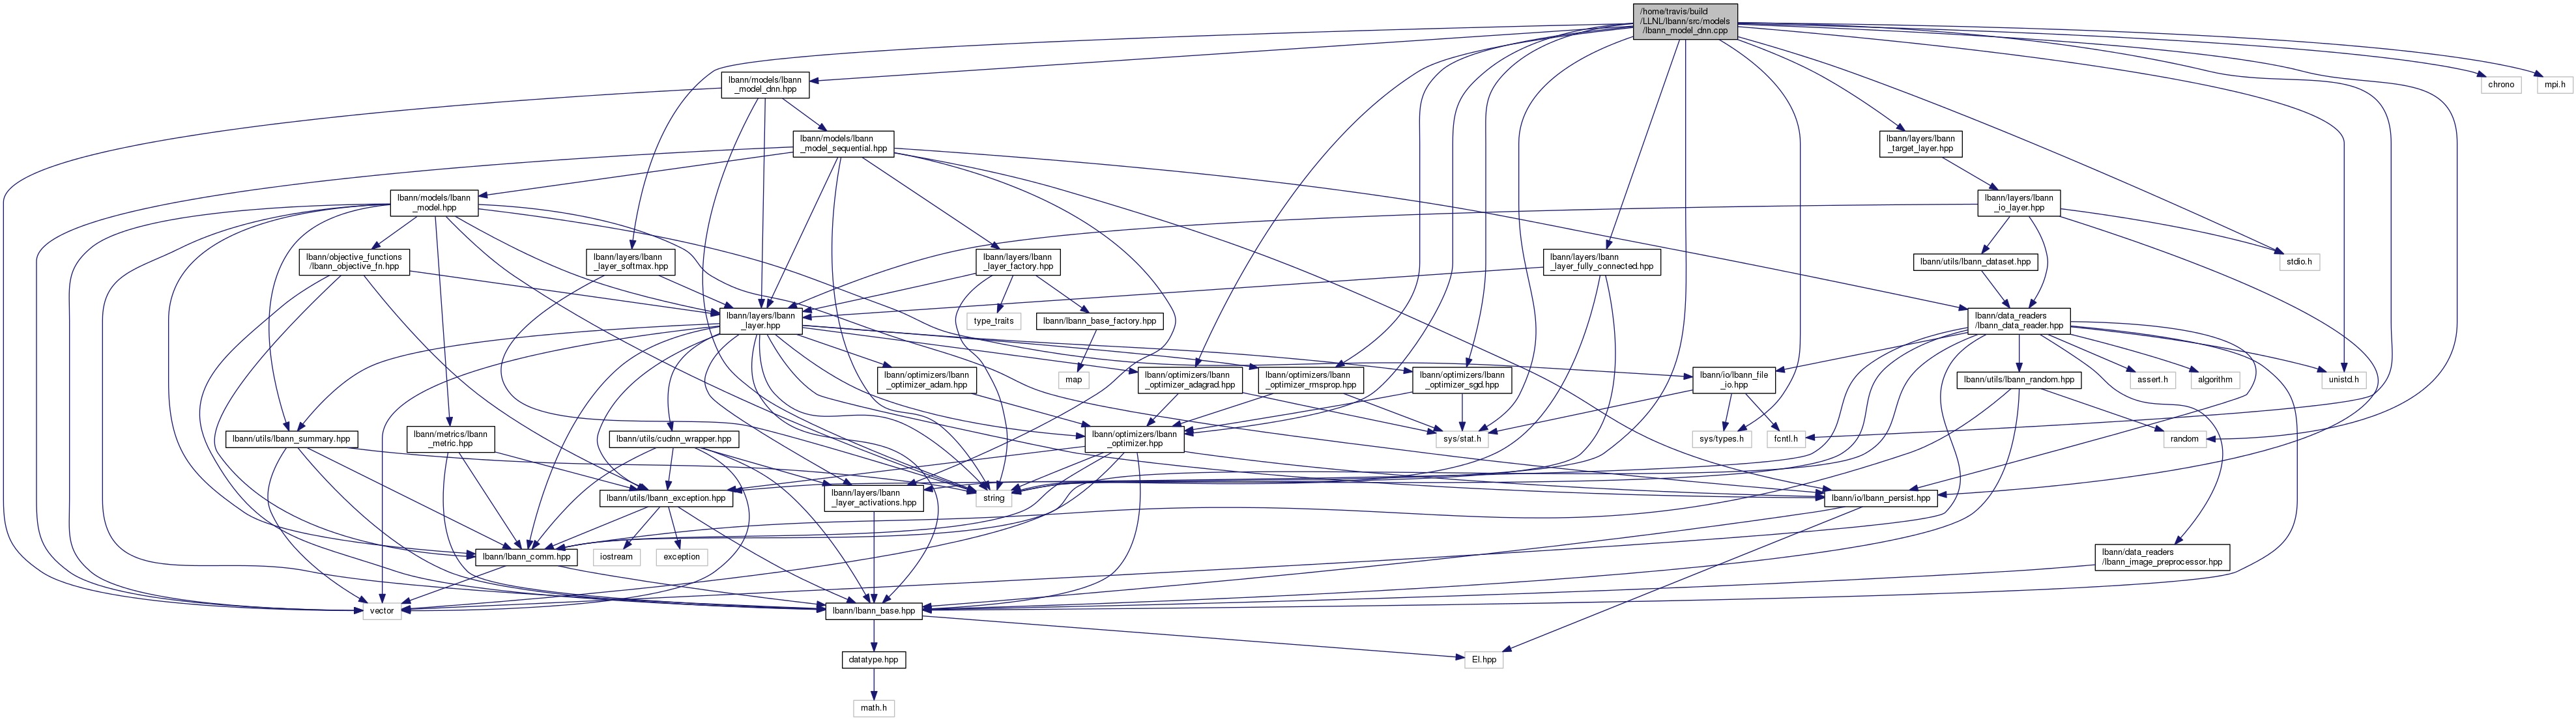 /home/travis/build
/LLNL/lbann/src/models
/lbann_model_dnn.cpp
lbann/models/lbann
_model_dnn.hpp
chrono
mpi.h
lbann/models/lbann
_model_sequential.hpp
lbann/layers/lbann
_target_layer.hpp
lbann/models/lbann
_model.hpp
lbann/layers/lbann
_io_layer.hpp
lbann/objective_functions
/lbann_objective_fn.hpp
lbann/layers/lbann
_layer_softmax.hpp
lbann/layers/lbann
_layer_factory.hpp
lbann/layers/lbann
_layer_fully_connected.hpp
lbann/utils/lbann_dataset.hpp
stdio.h
lbann/layers/lbann
_layer.hpp
type_traits
lbann/lbann_base_factory.hpp
lbann/data_readers
/lbann_data_reader.hpp
lbann/optimizers/lbann
_optimizer_adam.hpp
map
lbann/optimizers/lbann
_optimizer_adagrad.hpp
lbann/optimizers/lbann
_optimizer_rmsprop.hpp
lbann/optimizers/lbann
_optimizer_sgd.hpp
lbann/io/lbann_file
_io.hpp
lbann/utils/lbann_random.hpp
assert.h
algorithm
unistd.h
lbann/utils/lbann_summary.hpp
lbann/metrics/lbann
_metric.hpp
lbann/utils/cudnn_wrapper.hpp
lbann/optimizers/lbann
_optimizer.hpp
sys/stat.h
sys/types.h
fcntl.h
random
lbann/utils/lbann_exception.hpp
lbann/layers/lbann
_layer_activations.hpp
string
lbann/io/lbann_persist.hpp
lbann/lbann_comm.hpp
iostream
exception
lbann/data_readers
/lbann_image_preprocessor.hpp
vector
lbann/lbann_base.hpp
datatype.hpp
El.hpp
math.h